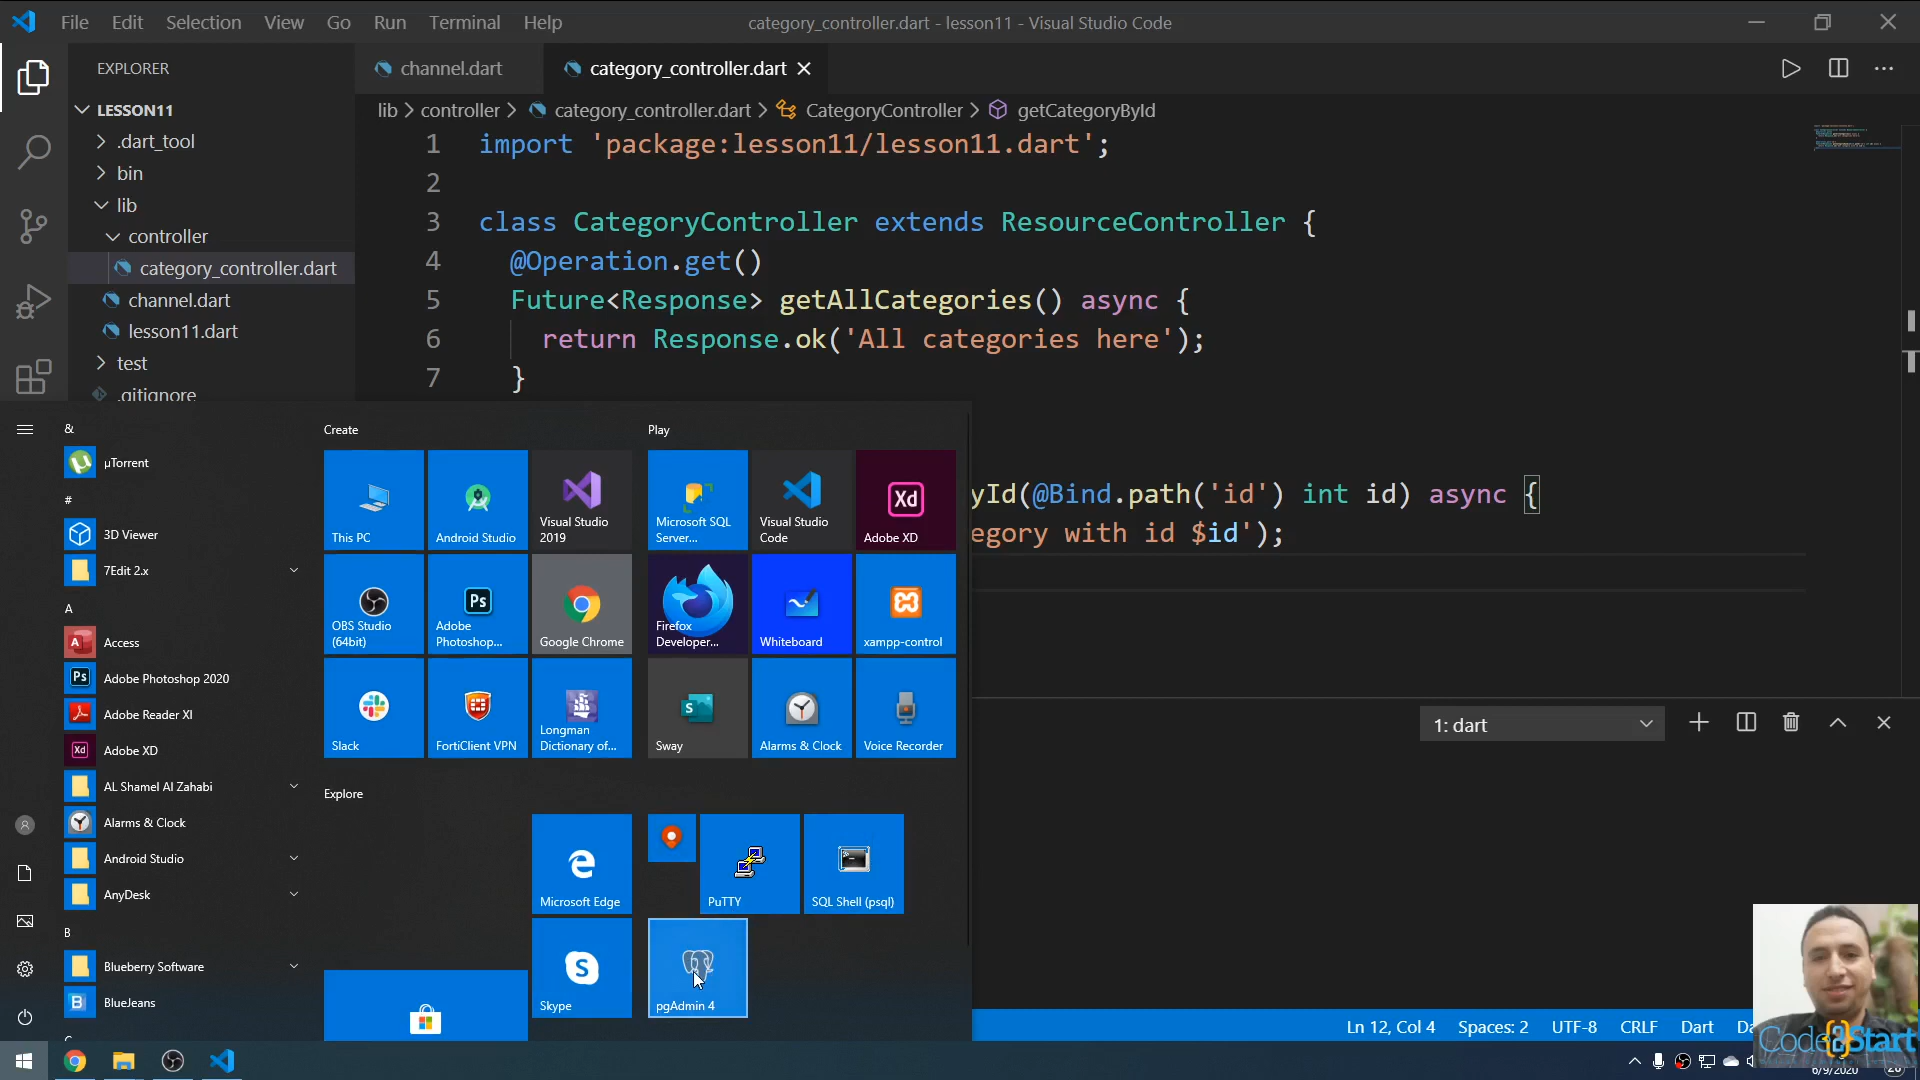 File Edit Selection View Go Run Terminal Help
category_controller.dart - lesson11 - Visual Studio Code
EXPLORER
LESSON11
.dart_tool
bin
lib
controller
category_controller.dart
channel.dart
lesson11.dart
test
.gitignore
channel.dart
category_controller.dart
lib > controller > category_controller.dart > CategoryController > getCategoryById
1 import 'package:lesson11/lesson11.dart';
2
3 class CategoryController extends ResourceController {
4 @Operation.get()
5 Future<Response> getAllCategories() async {
6 return Response.ok('All categories here');
7 }
yId(@Bind.path('id') int id) async {
egory with id $id');
&
µTorrent
#
3D Viewer
7Edit 2.x
A
Access
Adobe Photoshop 2020
Adobe Reader XI
Adobe XD
AL Shamel Al Zahabi
Alarms & Clock
Android Studio
AnyDesk
B
Blueberry Software
BlueJeans
Create
This PC
Android Studio
Visual Studio 2019
OBS Studio (64bit)
Adobe Photoshop...
Google Chrome
Slack
FortiClient VPN
Longman Dictionary of...
Play
Microsoft SQL Server...
Visual Studio Code
Adobe XD
Firefox Developer...
Whiteboard
xampp-control
Sway
Alarms & Clock
Voice Recorder
Explore
Microsoft Edge
PuTTY
SQL Shell (psql)
Skype
pgAdmin 4
1: dart
Ln 12, Col 4
Spaces: 2
UTF-8
CRLF
Dart
Code{2}Start
6/9/2020